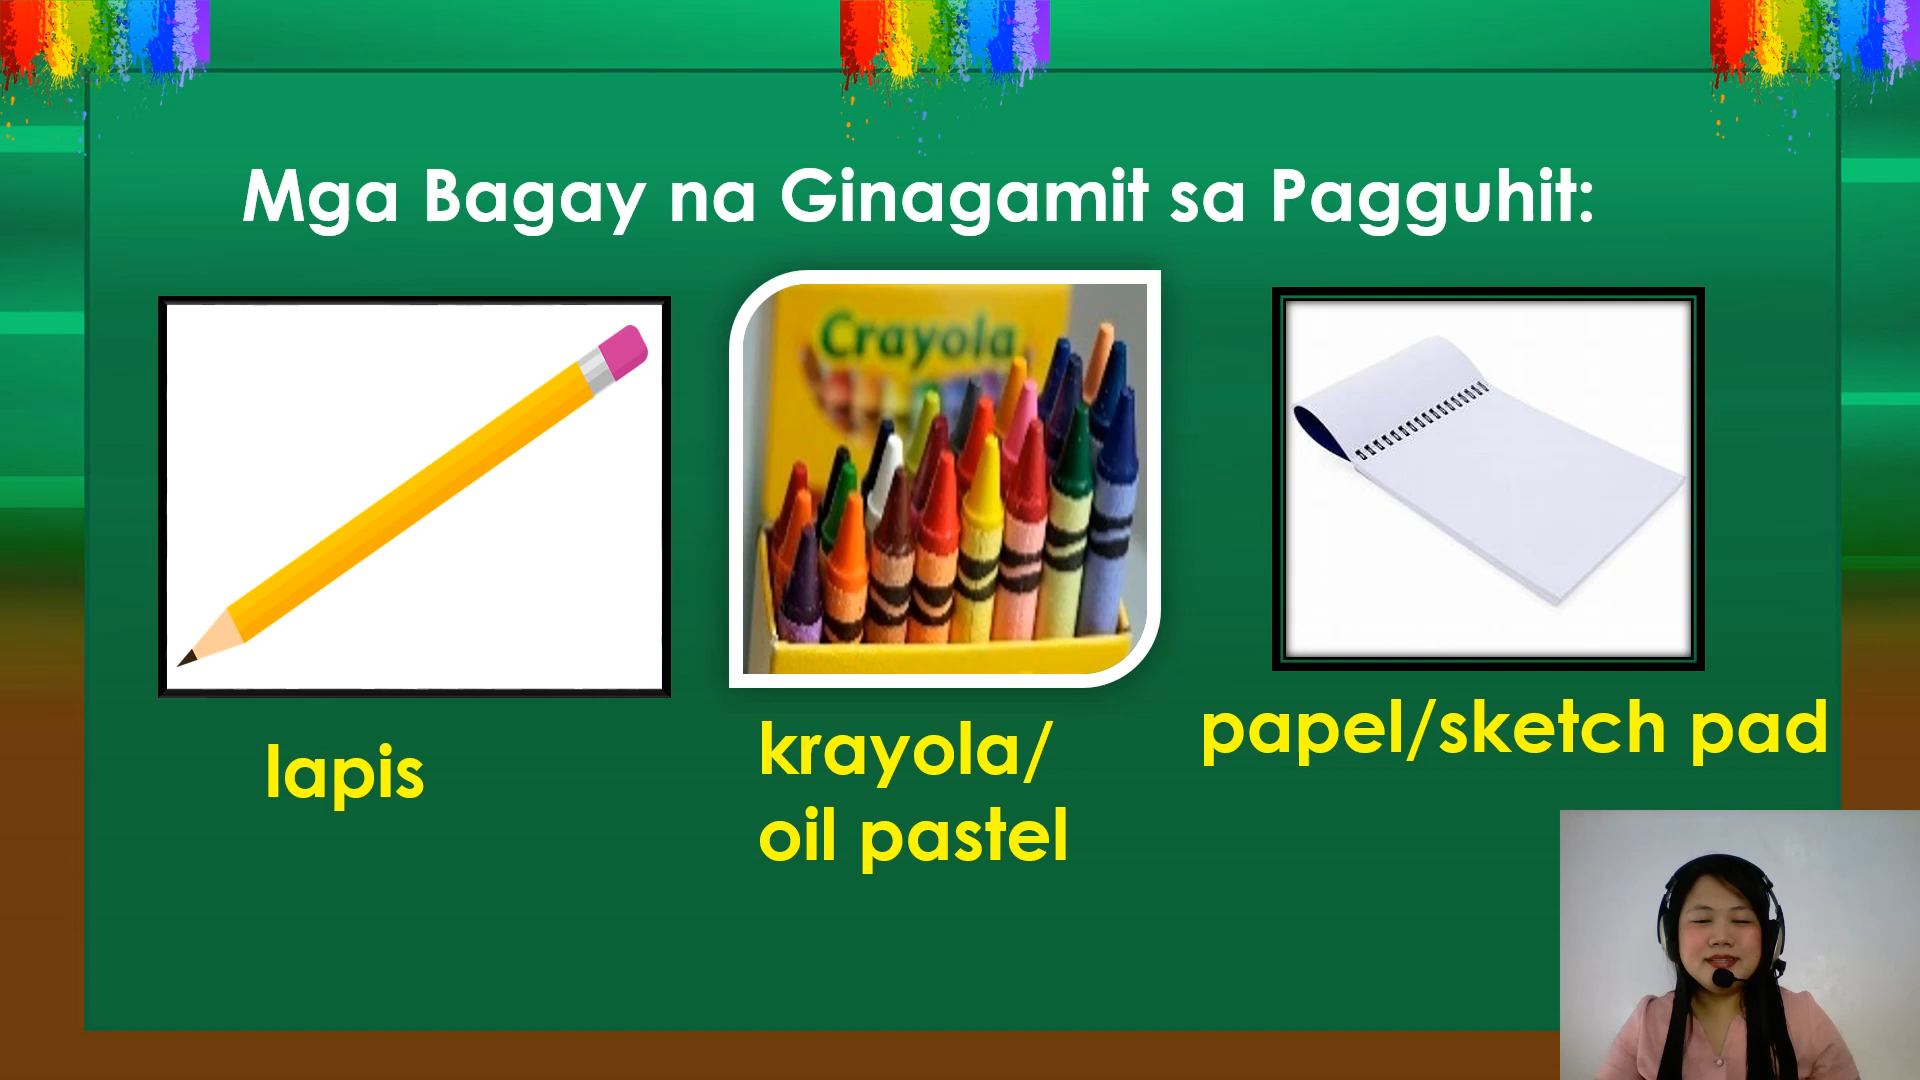 Mga Bagay na Ginagamit sa Pagguhit:
Crayola
lapis
krayola/
oil pastel
papel/sketch pad